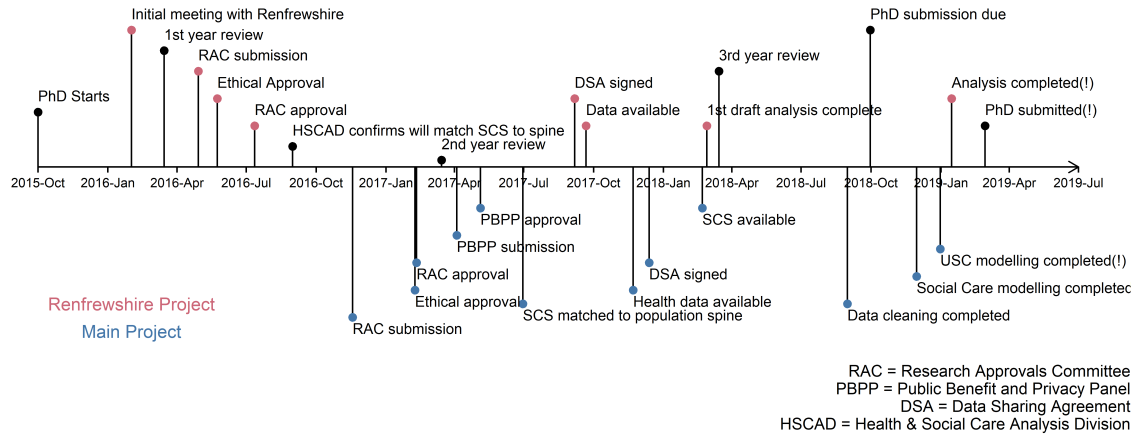 Initial meeting with Renfrewshire
PhD submission due
1st year review
RAC submission
3rd year review
Ethical Approval
DSA signed
Analysis completed(!)
PhD Starts
RAC approval
Data available
1st draft analysis complete
PhD submitted(!)
HSCAD confirms will match SCS to spine
2nd year review
2015-Oct 2016-Jan 2016-Apr 2016-Jul 2016-Oct 2017-Jan 2017-Apr 2017-Jul 2017-Oct 2018-Jan 2018-Apr 2018-Jul 2018-Oct 2019-Jan 2019-Apr 2019-Jul
PBPP approval
SCS available
PBPP submission
USC modelling completed(!)
RAC approval
DSA signed
Social Care modelling completed
Ethical approval
Health data available
SCS matched to population spine
Data cleaning completed
RAC submission
Renfrewshire Project
Main Project
RAC = Research Approvals Committee
PBPP = Public Benefit and Privacy Panel
DSA = Data Sharing Agreement
HSCAD = Health & Social Care Analysis Division